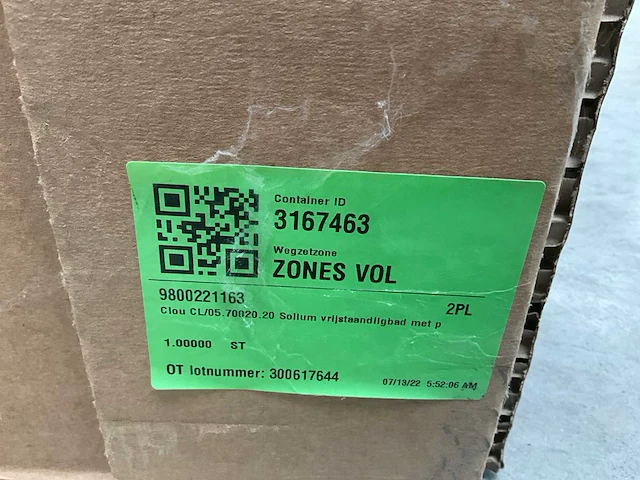 Container ID
3167463
Wegzetzone
ZONES VOL
9800221163 2PL
Clou CL/05.70020.20 Solium vrijstaandligbad met p
1.00000 ST
OT lotnummer: 300617644
07/13/22 5:52:06 AM